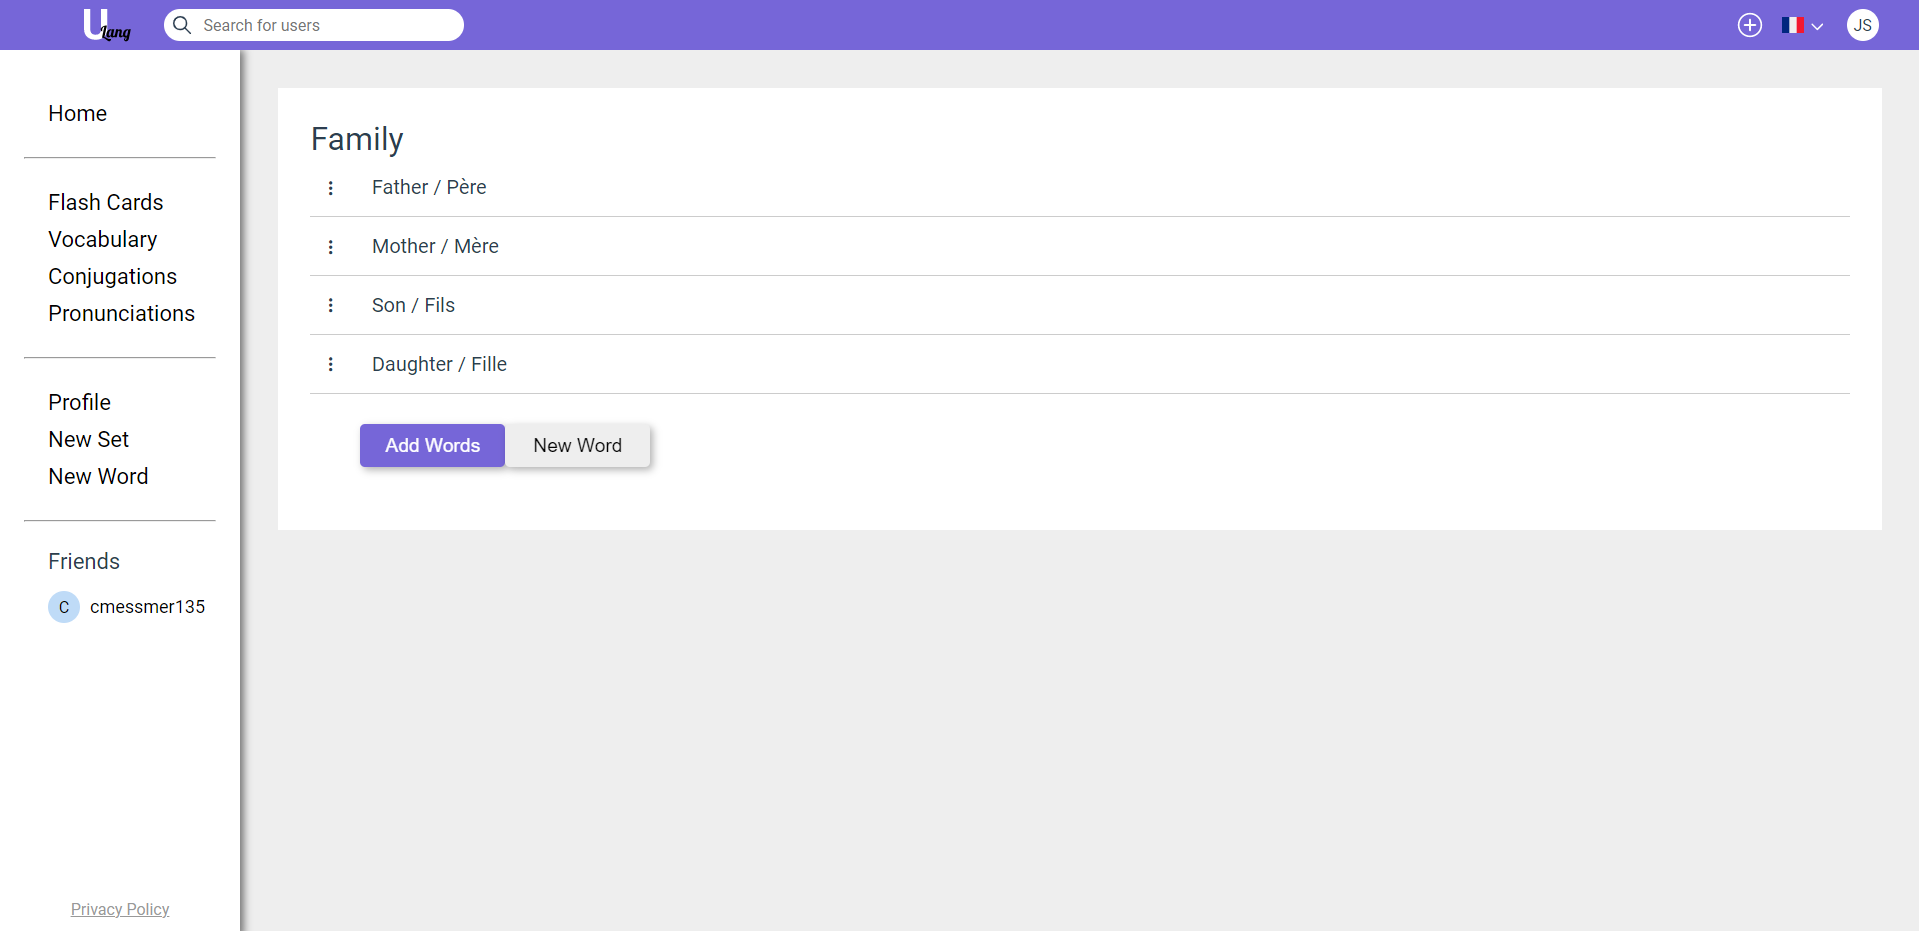 ULang
Search for users
JS
Home
Flash Cards
Vocabulary
Conjugations
Pronunciations
Profile
New Set
New Word
Friends
C cmessmer135
Privacy Policy
Family
Father / Père
Mother / Mère
Son / Fils
Daughter / Fille
Add Words New Word